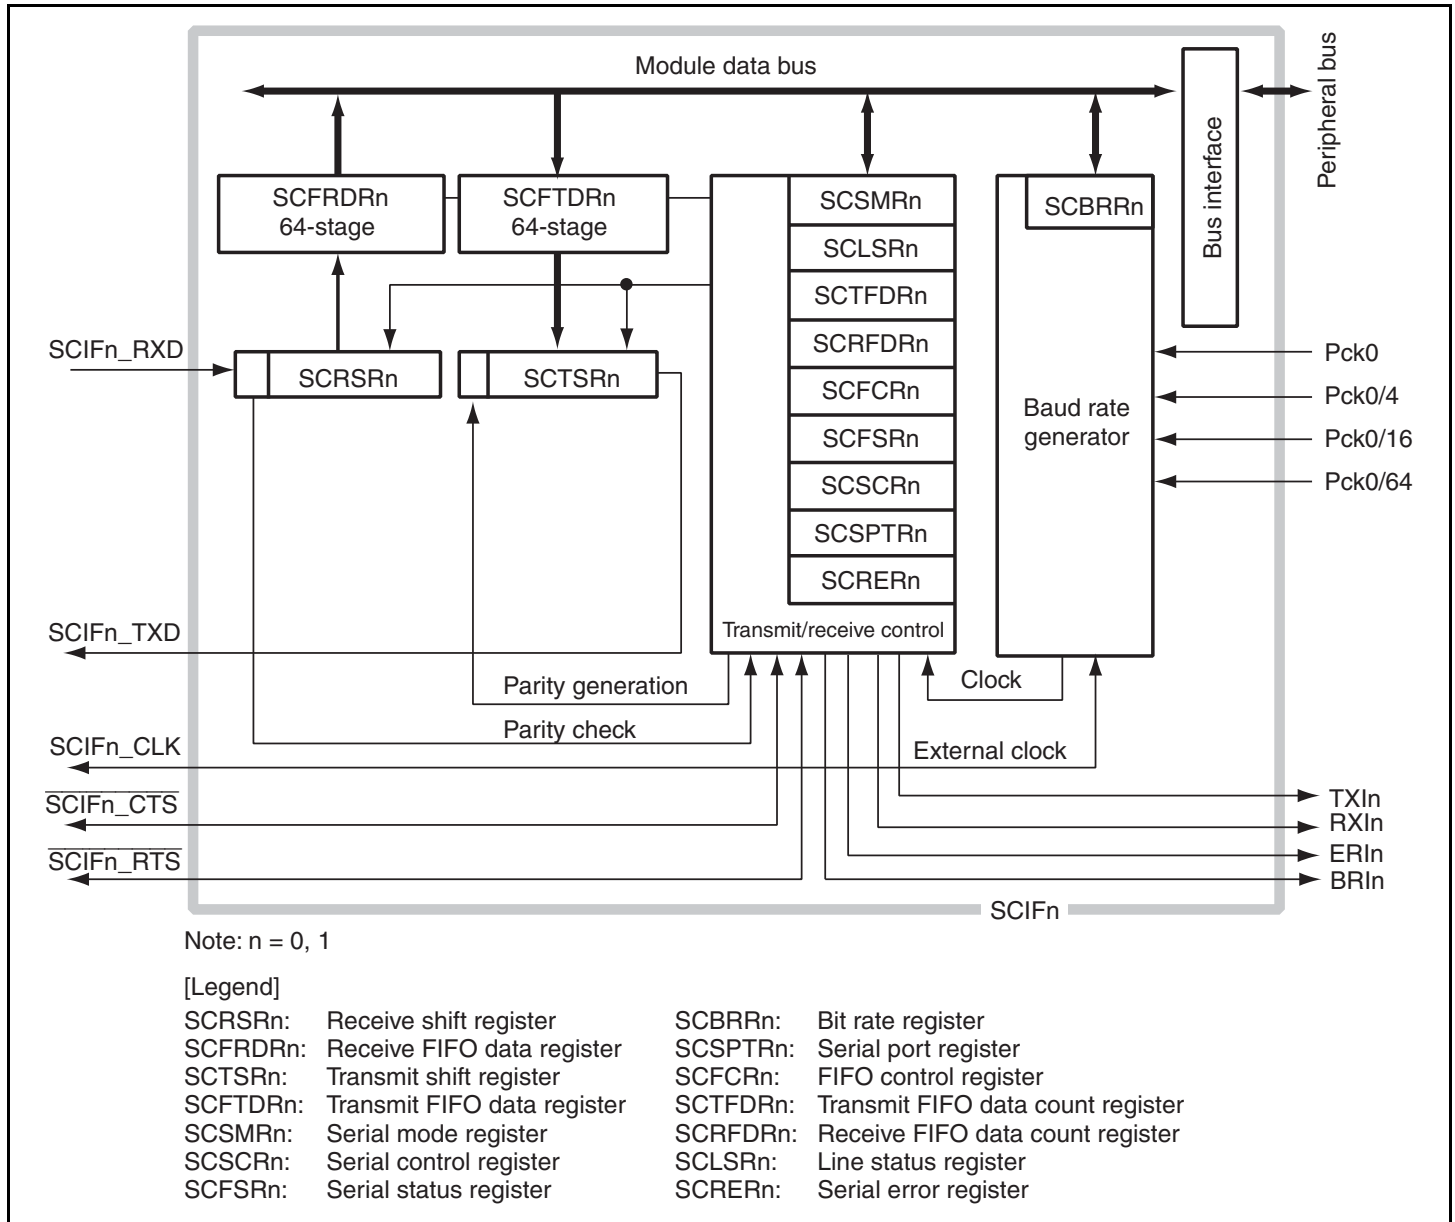 Module data bus
Peripheral bus
Bus interface
SCFRDRn
64-stage
SCFTDRn
64-stage
SCSMRn
SCBRRn
SCLSRn
SCTFDRn
SCRFDRn
SCFCRn
SCFSRn
SCSCRn
SCSPTRn
SCRERn
Transmit/receive control
SCIFn_RXD
SCRSRn
SCTSRn
Baud rate
generator
Pck0
Pck0/4
Pck0/16
Pck0/64
SCIFn_TXD
Parity generation
Clock
Parity check
SCIFn_CLK
External clock
SCIFn_CTS
SCIFn_RTS
TXIn
RXIn
ERIn
BRIn
SCIFn
Note: n = 0, 1
[Legend]
SCRSRn: Receive shift register
SCFRDRn: Receive FIFO data register
SCTSRn: Transmit shift register
SCFTDRn: Transmit FIFO data register
SCSMRn: Serial mode register
SCSCRn: Serial control register
SCFSRn: Serial status register
SCBRRn: Bit rate register
SCSPTRn: Serial port register
SCFCRn: FIFO control register
SCTFDRn: Transmit FIFO data count register
SCRFDRn: Receive FIFO data count register
SCLSRn: Line status register
SCRERn: Serial error register